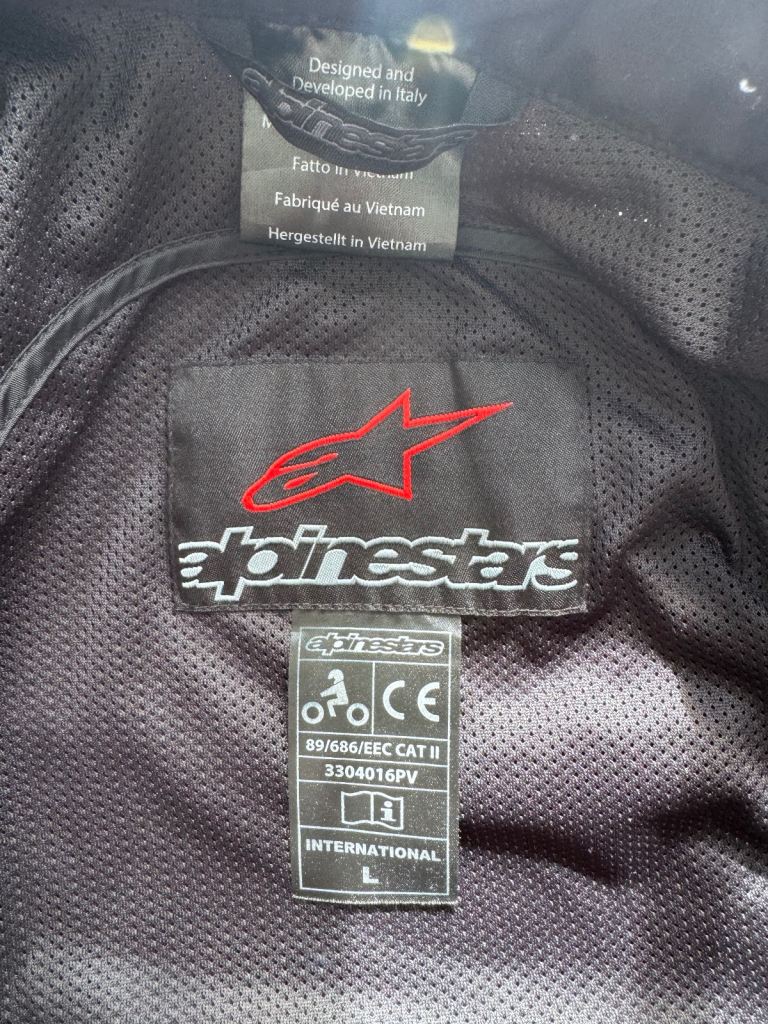 Designed and
Developed in Italy
alpinestars
Fatto in Vietnam
Fabriqué au Vietnam
Hergestellt in Vietnam
alpinestars
alpinestars
CE
89/686/EEC CAT II
3304016PV
i
INTERNATIONAL
L